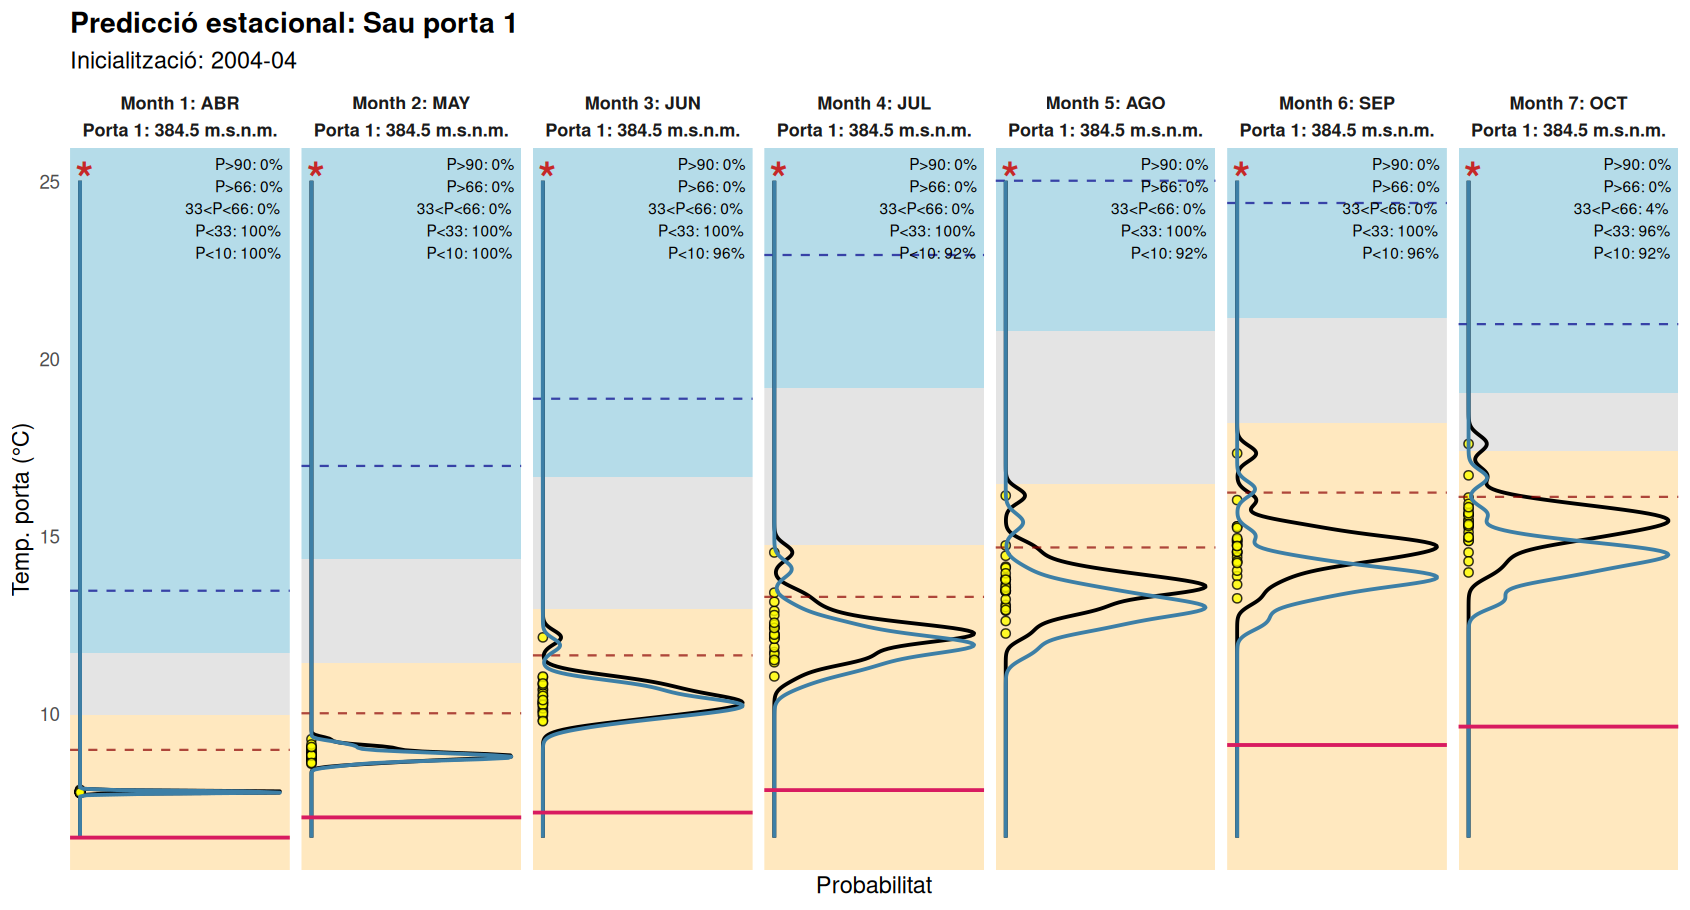 Predicció estacional: Sau porta 1
Inicialització: 2004-04
Month 1: ABR
Porta 1: 384.5 m.s.n.m.
Month 2: MAY
Porta 1: 384.5 m.s.n.m.
Month 3: JUN
Porta 1: 384.5 m.s.n.m.
Month 4: JUL
Porta 1: 384.5 m.s.n.m.
Month 5: AGO
Porta 1: 384.5 m.s.n.m.
Month 6: SEP
Porta 1: 384.5 m.s.n.m.
Month 7: OCT
Porta 1: 384.5 m.s.n.m.
Temp. porta (°C)
25
20
15
10
*
P>90: 0%
P>66: 0%
33<P<66: 0%
P<33: 100%
P<10: 100%
*
P>90: 0%
P>66: 0%
33<P<66: 0%
P<33: 100%
P<10: 100%
*
P>90: 0%
P>66: 0%
33<P<66: 0%
P<33: 100%
P<10: 96%
*
P>90: 0%
P>66: 0%
33<P<66: 0%
P<33: 100%
P<10: 92%
*
P>90: 0%
P>66: 0%
33<P<66: 0%
P<33: 100%
P<10: 92%
*
P>90: 0%
P>66: 0%
33<P<66: 0%
P<33: 100%
P<10: 96%
*
P>90: 0%
P>66: 0%
33<P<66: 4%
P<33: 96%
P<10: 92%
Probabilitat